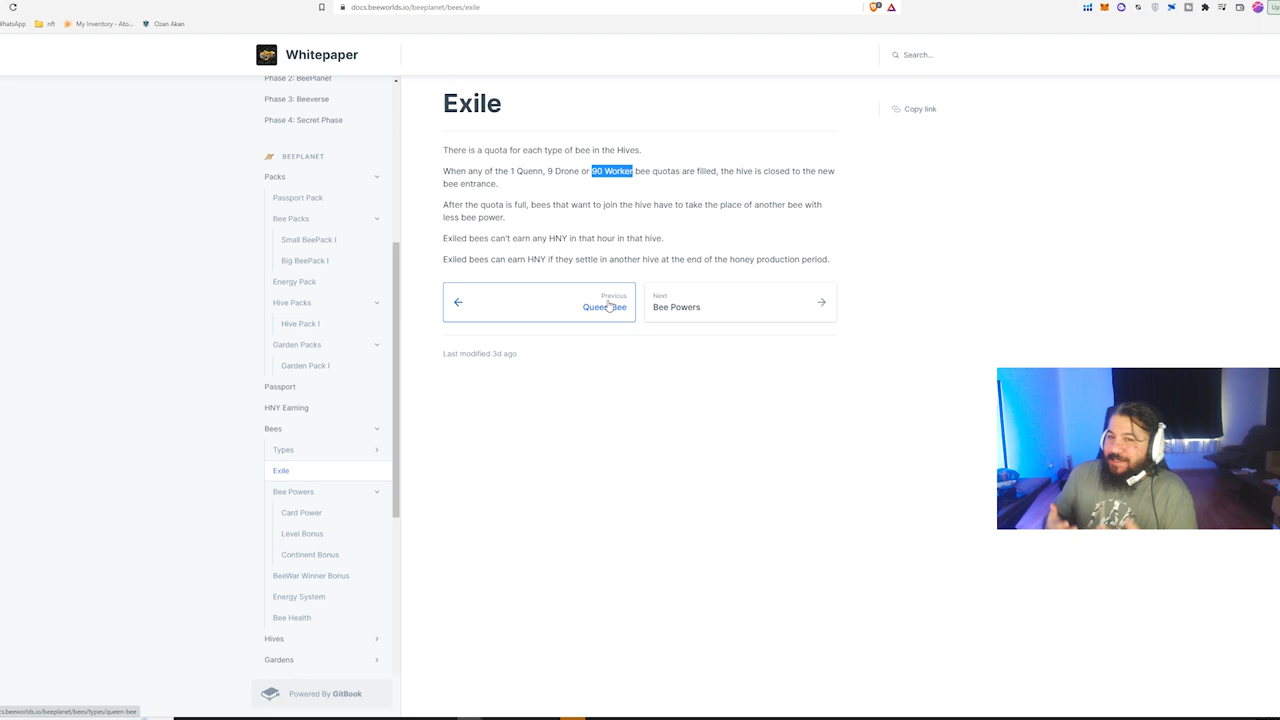 docs.beeworlds.io/beeplanet/bees/exile
WhatsApp
nft
My Inventory - Ato...
Ozan Akan
Whitepaper
Search...
Phase 2: BeePlanet
Phase 3: Beeverse
Phase 4: Secret Phase
BEEPLANET
Packs
Passport Pack
Bee Packs
Small BeePack I
Big BeePack I
Energy Pack
Hive Packs
Hive Pack I
Garden Packs
Garden Pack I
Passport
HNY Earning
Bees
Types
Exile
Bee Powers
Card Power
Level Bonus
Continent Bonus
BeeWar Winner Bonus
Energy System
Bee Health
Hives
Gardens
Powered By GitBook
Exile
Copy link
There is a quota for each type of bee in the Hives.
When any of the 1 Quenn, 9 Drone or 90 Worker bee quotas are filled, the hive is closed to the new
bee entrance.
After the quota is full, bees that want to join the hive have to take the place of another bee with
less bee power.
Exiled bees can't earn any HNY in that hour in that hive.
Exiled bees can earn HNY if they settle in another hive at the end of the honey production period.
Previous
Queen Bee
Next
Bee Powers
Last modified 3d ago
cs.beeworlds.io/beeplanet/bees/types/queen-bee